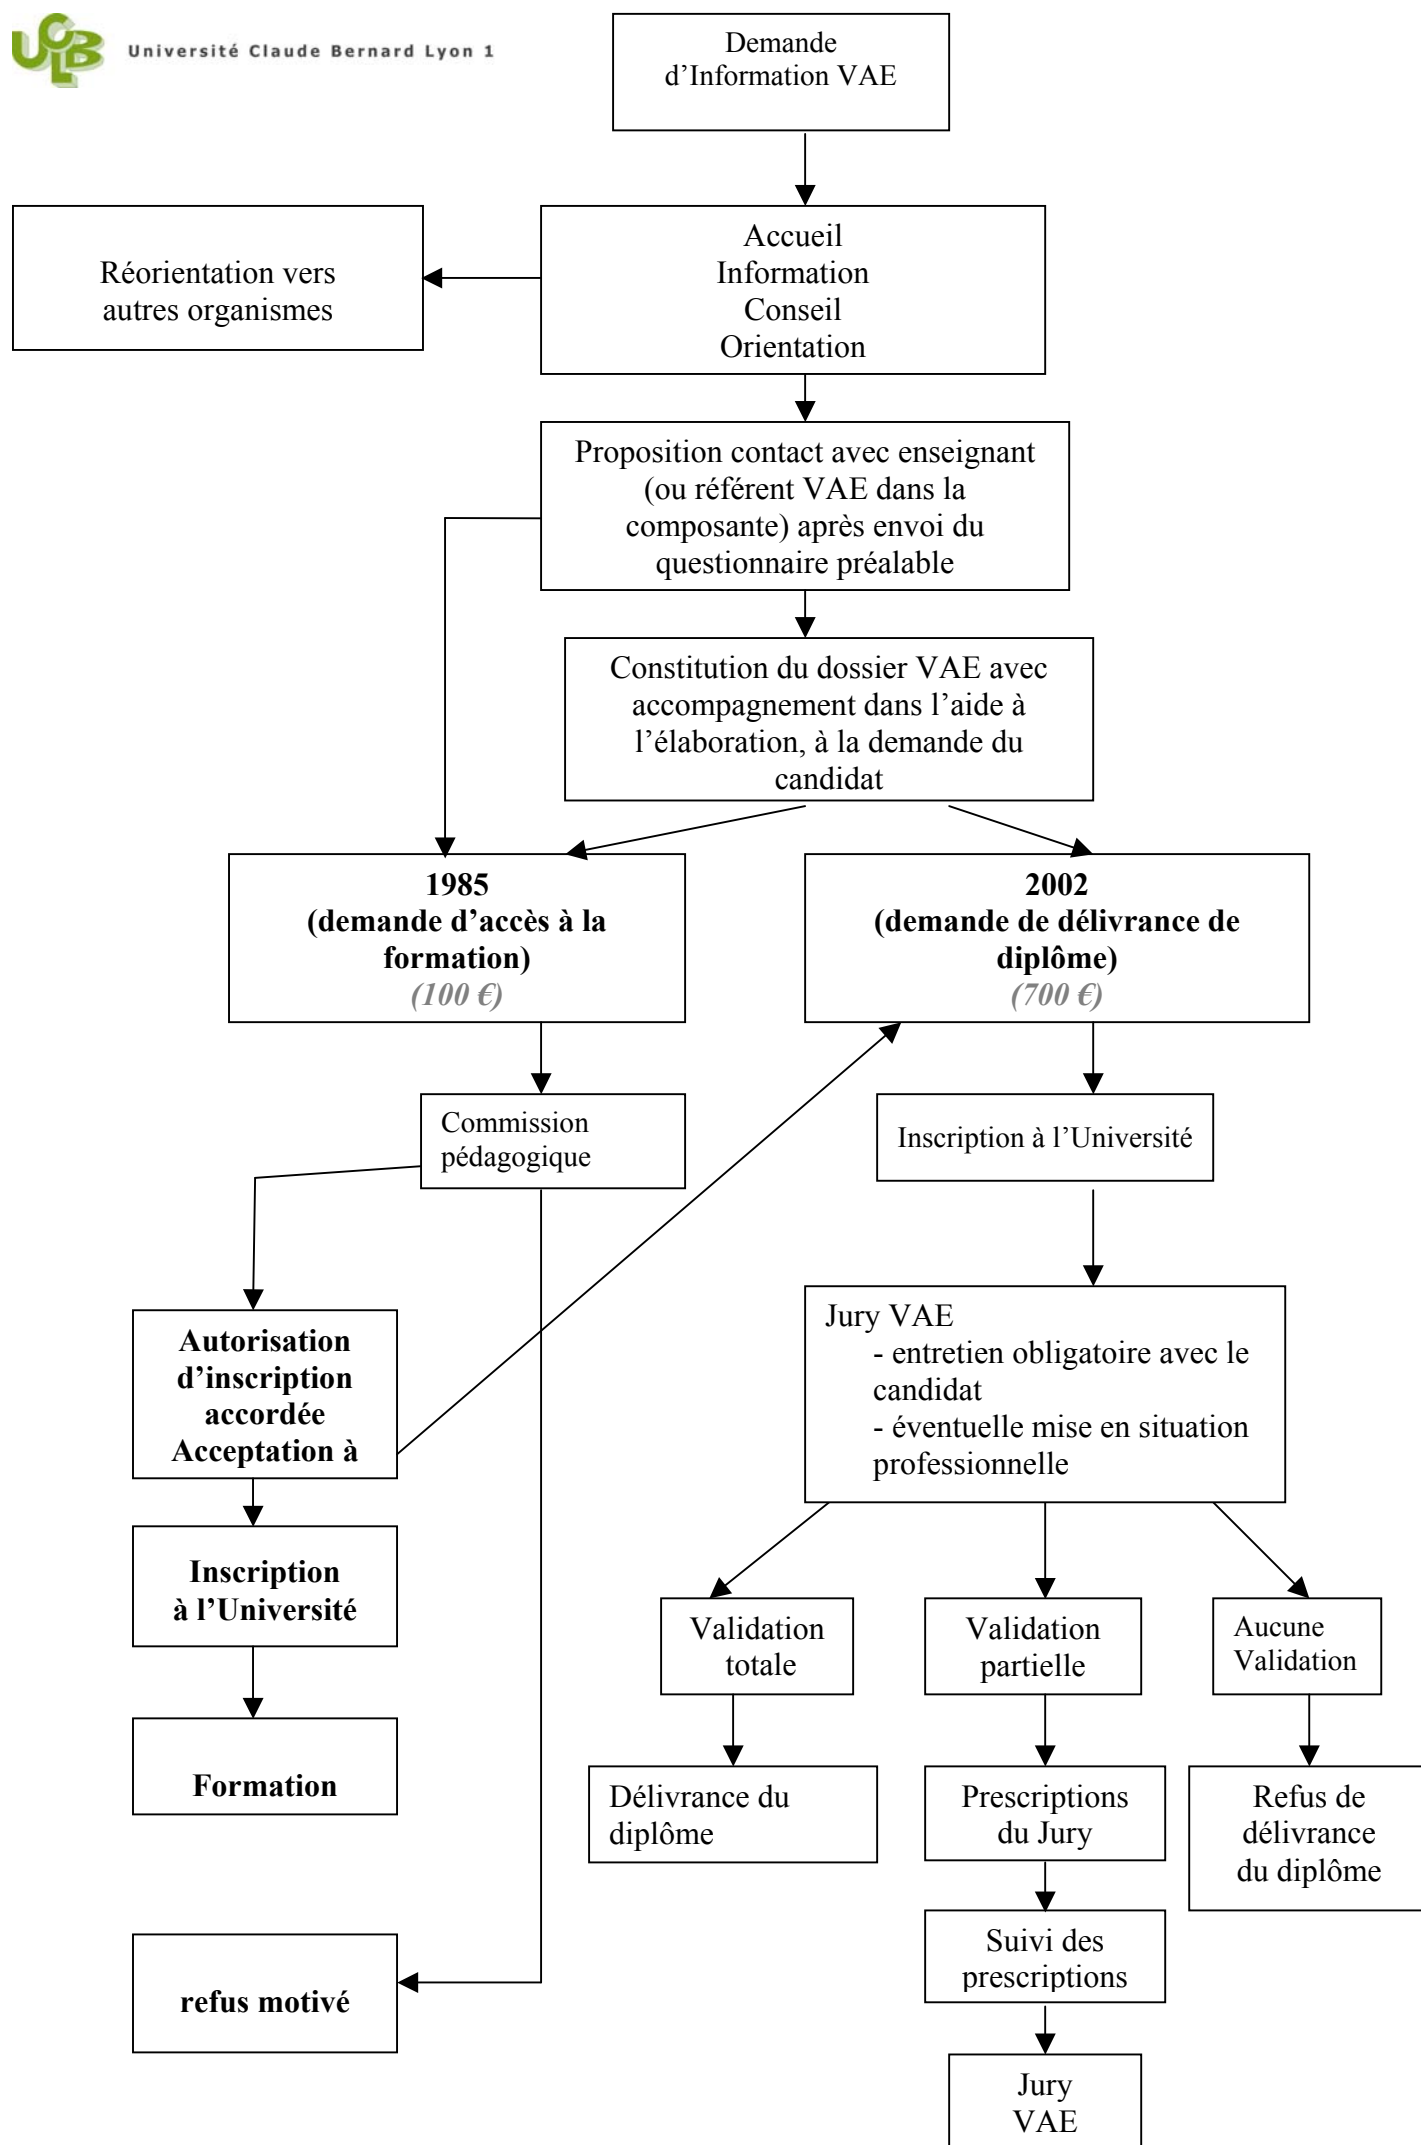 UCBL
Université Claude Bernard Lyon 1
Demande
d’Information VAE
Réorientation vers
autres organismes
Accueil
Information
Conseil
Orientation
Proposition contact avec enseignant
(ou référent VAE dans la
composante) après envoi du
questionnaire préalable
Constitution du dossier VAE avec
accompagnement dans l’aide à
l’élaboration, à la demande du
candidat
1985
(demande d’accès à la
formation)
(100 €)
2002
(demande de délivrance de
diplôme)
(700 €)
Commission
pédagogique
Inscription à l’Université
Autorisation
d’inscription
accordée
Acceptation à
Jury VAE
- entretien obligatoire avec le
candidat
- éventuelle mise en situation
professionnelle
Inscription
à l’Université
Validation
totale
Validation
partielle
Aucune
Validation
Formation
Délivrance du
diplôme
Prescriptions
du Jury
Refus de
délivrance
du diplôme
Suivi des
prescriptions
refus motivé
Jury
VAE